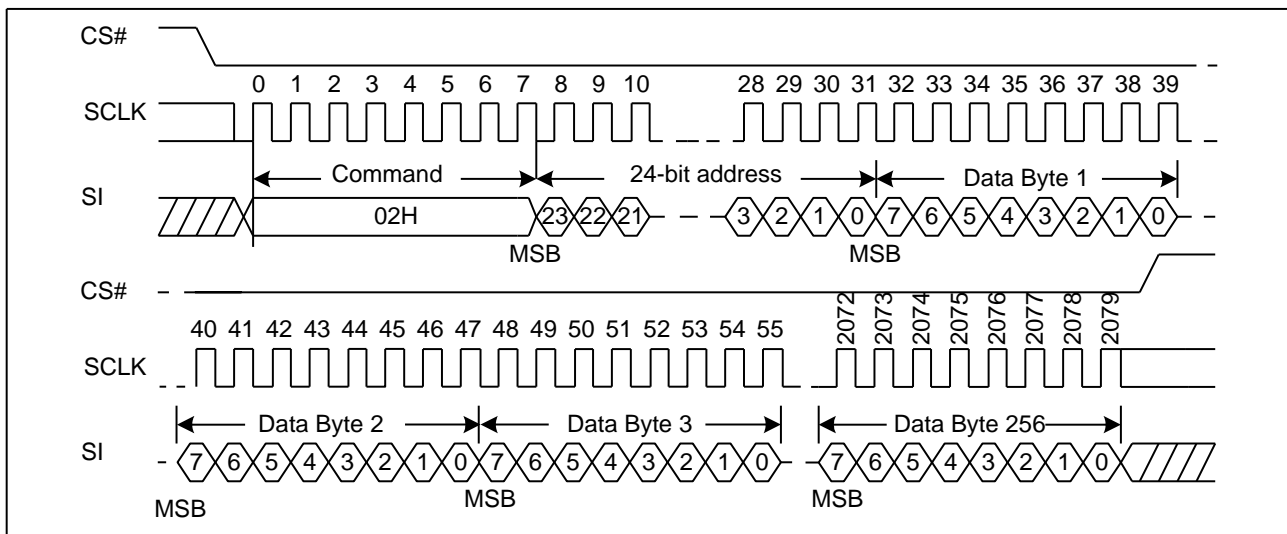 CS#
0 1 2 3 4 5 6 7 8 9 10 28 29 30 31 32 33 34 35 36 37 38 39
SCLK
Command 24-bit address Data Byte 1
SI
02H 23 22 21 3 2 1 0 7 6 5 4 3 2 1 0
MSB MSB
CS#
40 41 42 43 44 45 46 47 48 49 50 51 52 53 54 55 2072 2073 2074 2075 2076 2077 2078 2079
SCLK
Data Byte 2 Data Byte 3 Data Byte 256
SI
7 6 5 4 3 2 1 0 7 6 5 4 3 2 1 0 7 6 5 4 3 2 1 0
MSB MSB MSB